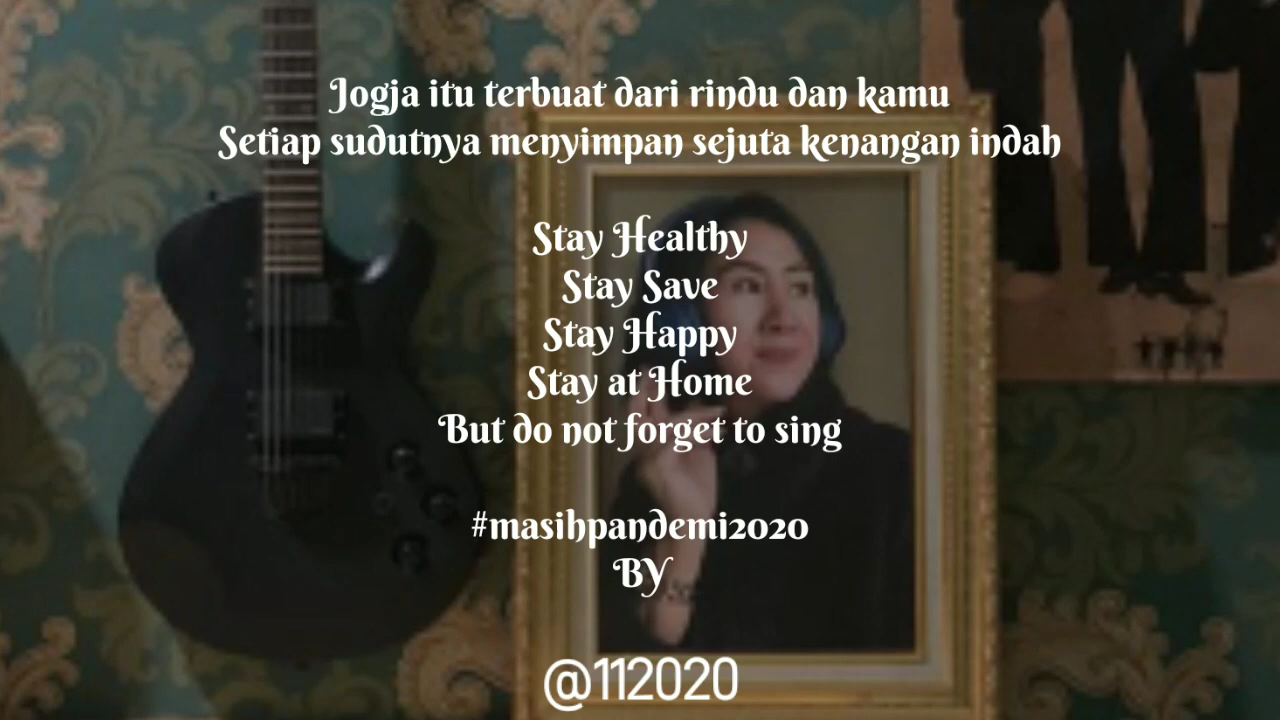 Jogja itu terbuat dari rindu dan kamu
Setiap sudutnya menyimpan sejuta kenangan indah
Stay Healthy
Stay Save
Stay Happy
Stay at Home
But do not forget to sing
#masihpandemi2020
BY
@112020